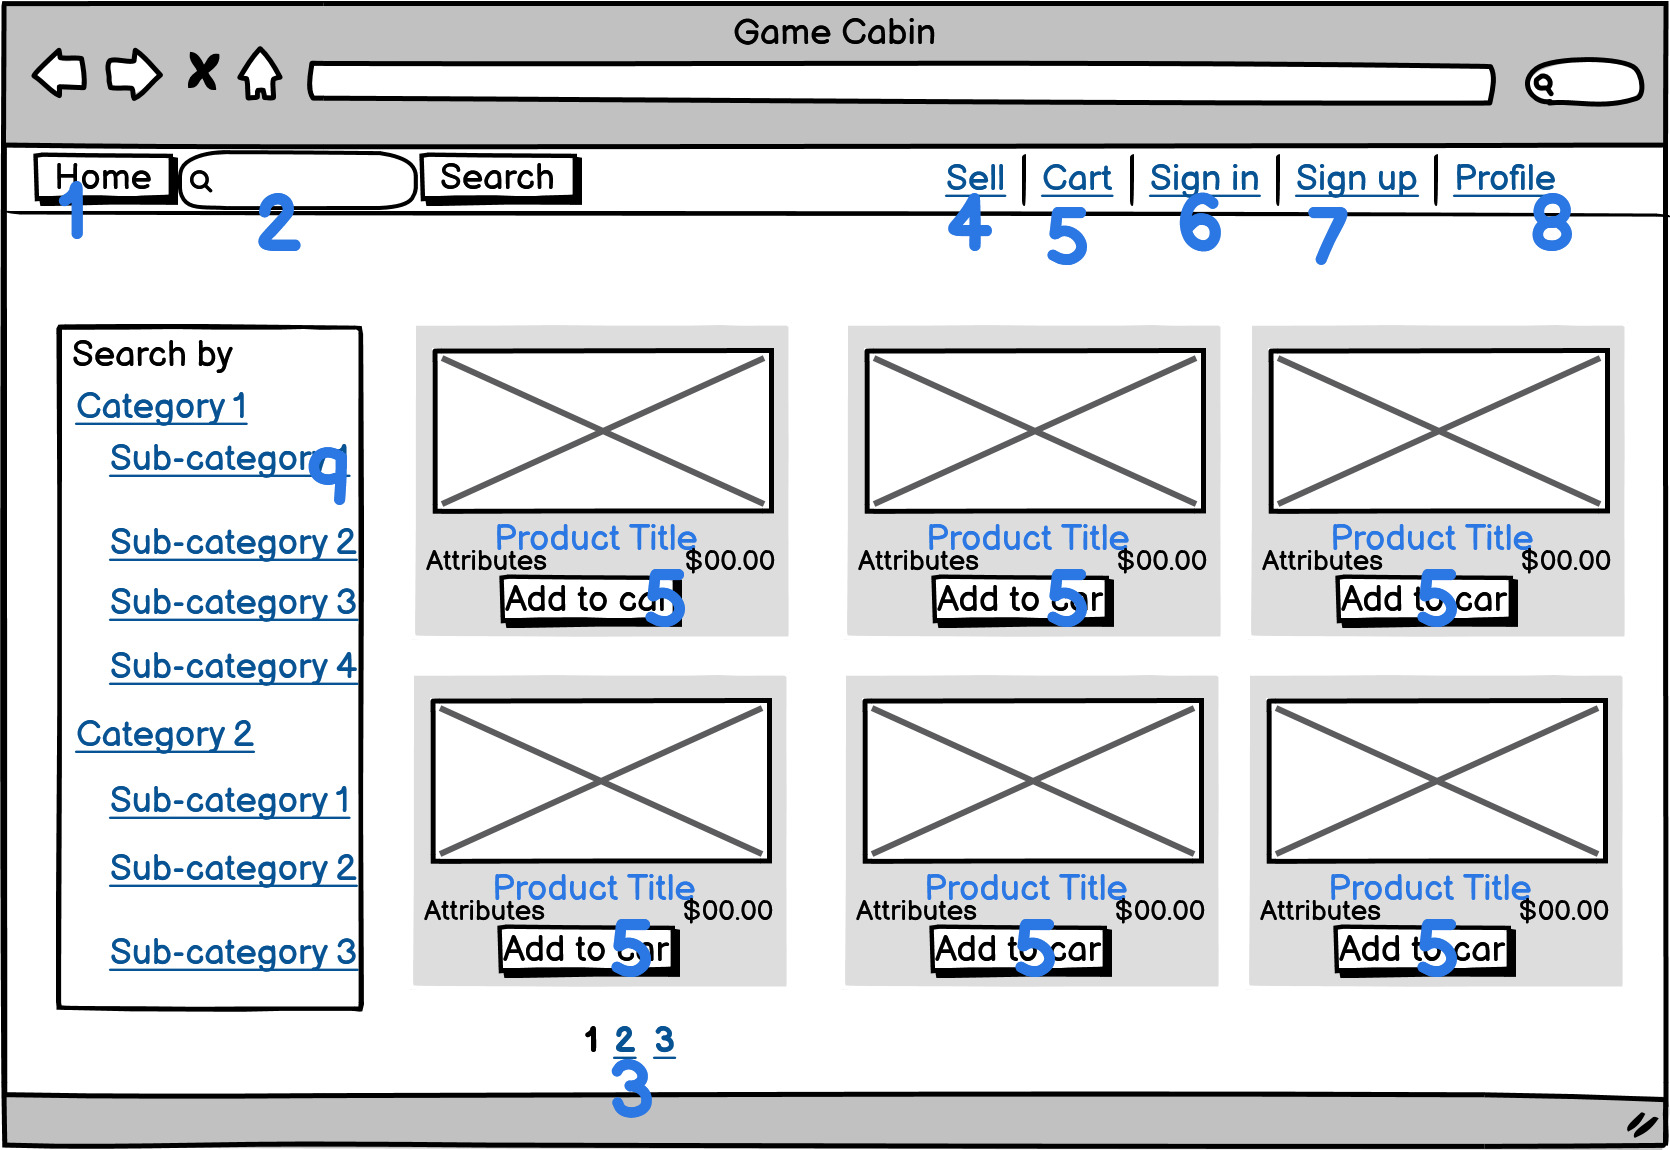 Game Cabin
Home Search Sell Cart Sign in Sign up Profile
1 2 4 5 6 7 8
Search by
Category 1
Sub-category 1
9
Sub-category 2
Sub-category 3
Sub-category 4
Category 2
Sub-category 1
Sub-category 2
Sub-category 3
Product Title
Attributes $00.00
Add to car
5
Product Title
Attributes $00.00
Add to car
5
Product Title
Attributes $00.00
Add to car
5
Product Title
Attributes $00.00
Add to car
5
Product Title
Attributes $00.00
Add to car
5
Product Title
Attributes $00.00
Add to car
5
1 2 3
3